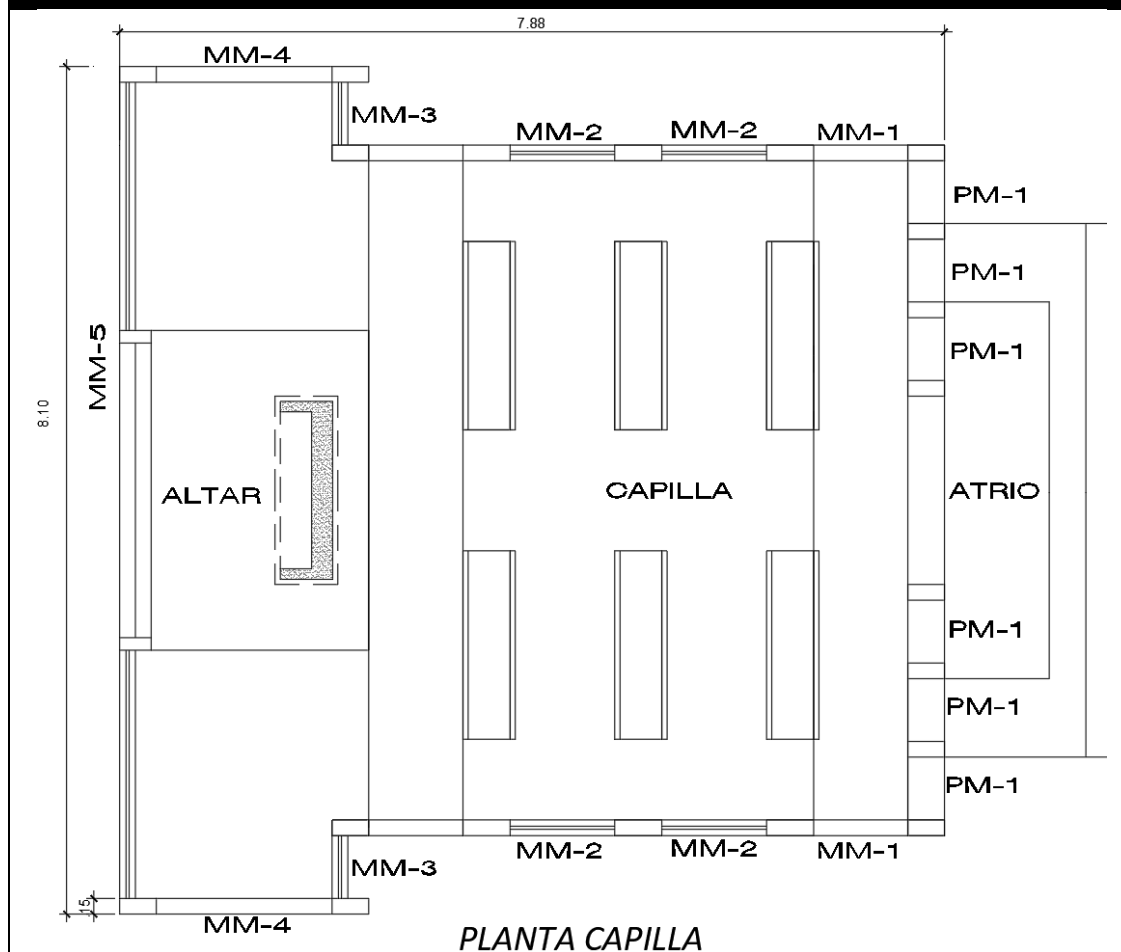 7.88
MM-4
MM-3
MM-2
MM-2
MM-1
PM-1
PM-1
PM-1
MM-5
8.10
ALTAR
CAPILLA
ATRIO
PM-1
PM-1
PM-1
MM-2
MM-2
MM-1
MM-3
.15
MM-4
PLANTA CAPILLA